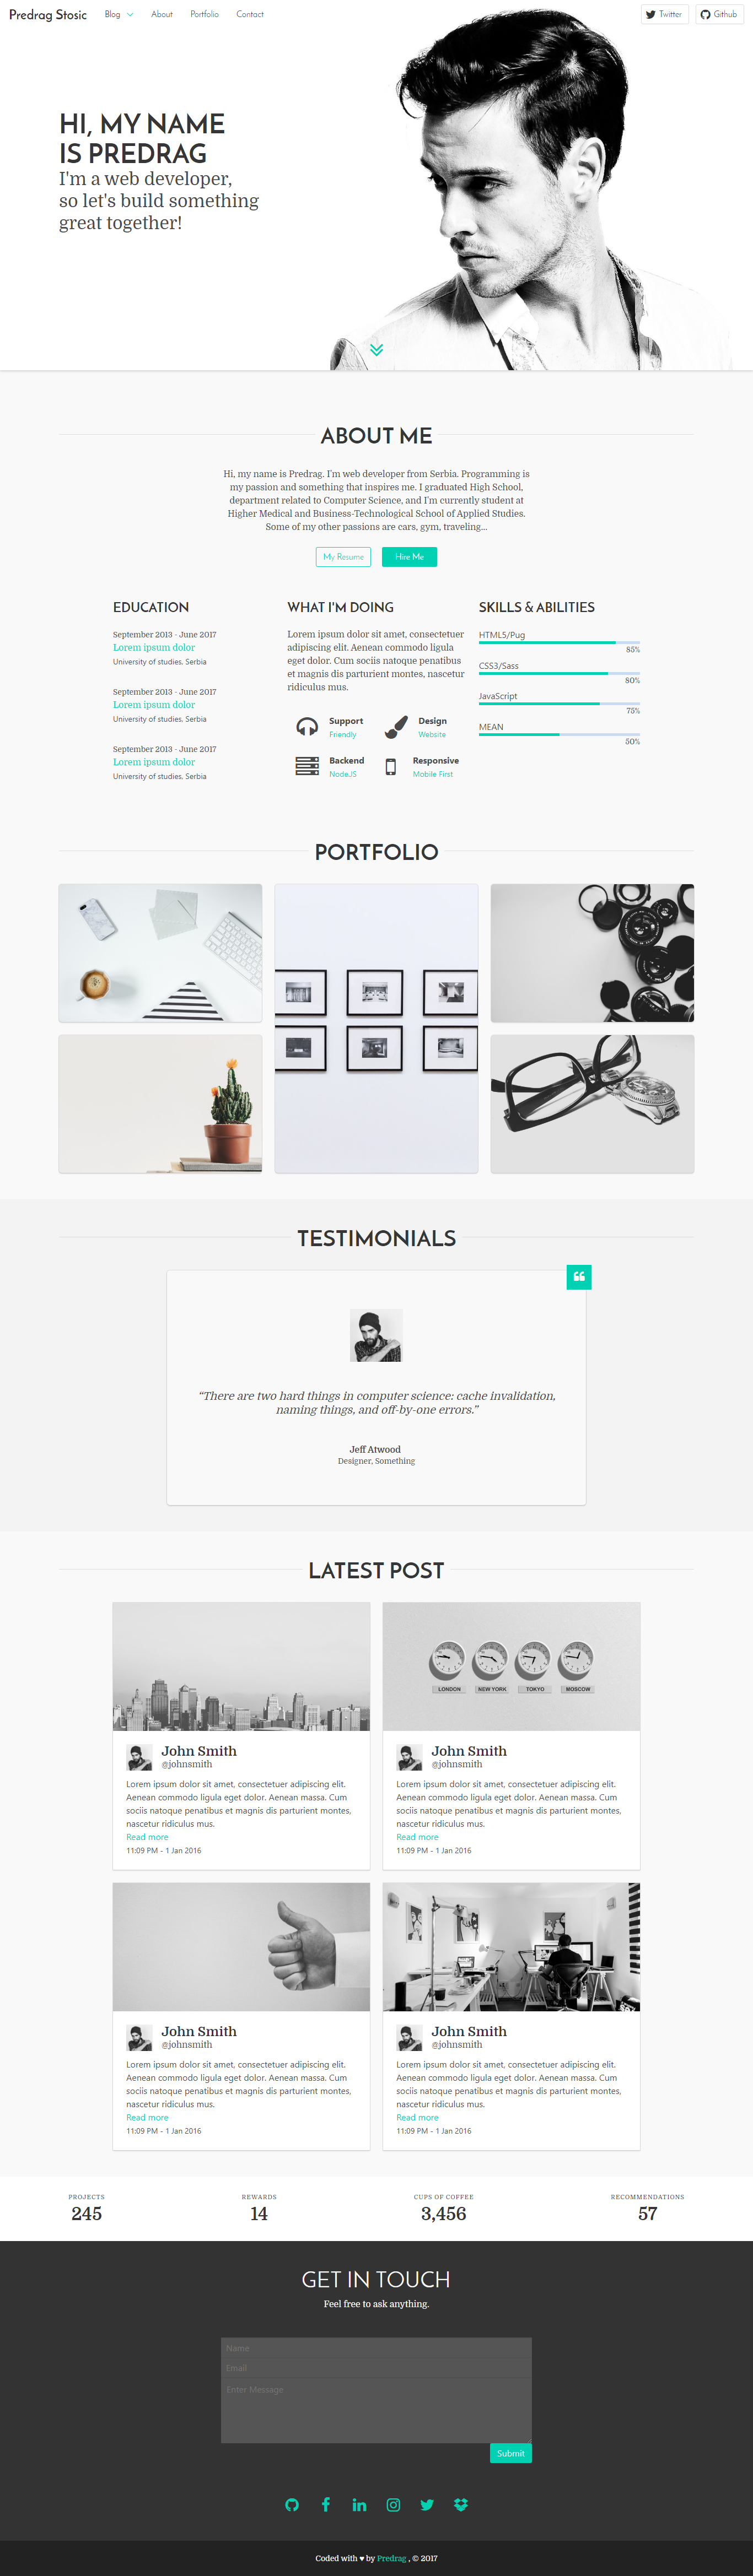 Predrag Stosic Blog About Portfolio Contact Twitter Github
HI, MY NAME
IS PREDRAG
I'm a web developer,
so let's build something
great together!
ABOUT ME
Hi, my name is Predrag. I'm web developer from Serbia. Programming is
my passion and something that inspires me. I graduated High School,
department related to Computer Science, and I'm currently student at
Higher Medical and Business-Technological School of Applied Studies.
Some of my other passions are cars, gym, traveling...
My Resume Hire Me
EDUCATION
September 2013 - June 2017
Lorem ipsum dolor
University of studies, Serbia
September 2013 - June 2017
Lorem ipsum dolor
University of studies, Serbia
September 2013 - June 2017
Lorem ipsum dolor
University of studies, Serbia
WHAT I'M DOING
Lorem ipsum dolor sit amet, consectetuer
adipiscing elit. Aenean commodo ligula
eget dolor. Cum sociis natoque penatibus
et magnis dis parturient montes, nascetur
ridiculus mus.
Support
Friendly
Design
Website
Backend
NodeJS
Responsive
Mobile First
SKILLS & ABILITIES
HTML5/Pug
85%
CSS3/Sass
80%
JavaScript
75%
MEAN
50%
PORTFOLIO
TESTIMONIALS
“There are two hard things in computer science: cache invalidation,
naming things, and off-by-one errors.”
Jeff Atwood
Designer, Something
LATEST POST
John Smith
@johnsmith
Lorem ipsum dolor sit amet, consectetuer adipiscing elit.
Aenean commodo ligula eget dolor. Aenean massa. Cum
sociis natoque penatibus et magnis dis parturient montes,
nascetur ridiculus mus.
Read more
11:09 PM - 1 Jan 2016
LONDON NEW YORK TOKYO MOSCOW
John Smith
@johnsmith
Lorem ipsum dolor sit amet, consectetuer adipiscing elit.
Aenean commodo ligula eget dolor. Aenean massa. Cum
sociis natoque penatibus et magnis dis parturient montes,
nascetur ridiculus mus.
Read more
11:09 PM - 1 Jan 2016
John Smith
@johnsmith
Lorem ipsum dolor sit amet, consectetuer adipiscing elit.
Aenean commodo ligula eget dolor. Aenean massa. Cum
sociis natoque penatibus et magnis dis parturient montes,
nascetur ridiculus mus.
Read more
11:09 PM - 1 Jan 2016
John Smith
@johnsmith
Lorem ipsum dolor sit amet, consectetuer adipiscing elit.
Aenean commodo ligula eget dolor. Aenean massa. Cum
sociis natoque penatibus et magnis dis parturient montes,
nascetur ridiculus mus.
Read more
11:09 PM - 1 Jan 2016
PROJECTS
245
REWARDS
14
CUPS OF COFFEE
3,456
RECOMMENDATIONS
57
GET IN TOUCH
Feel free to ask anything.
Name
Email
Enter Message
Submit
Coded with ♥ by Predrag , © 2017